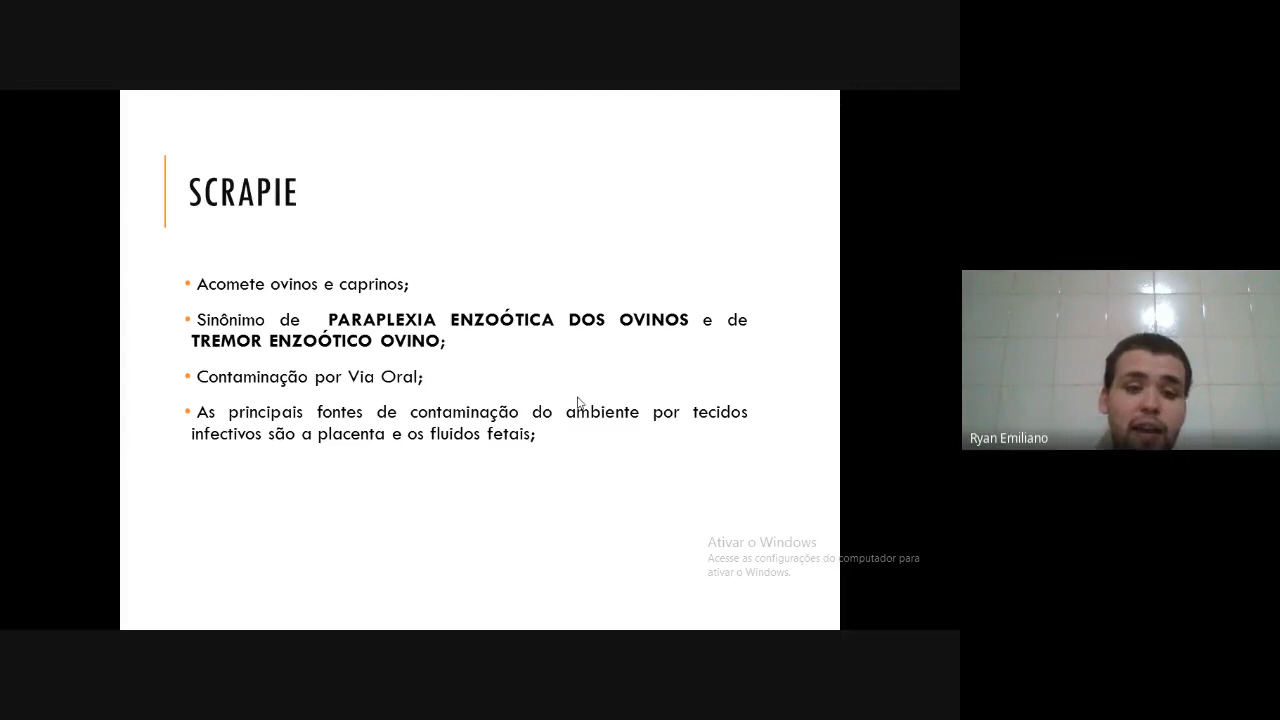 SCRAPIE
• Acomete ovinos e caprinos;
• Sinônimo de PARAPLEXIA ENZOÓTICA DOS OVINOS e de
TREMOR ENZOÓTICO OVINO;
• Contaminação por Via Oral;
• As principais fontes de contaminação do ambiente por tecidos
infectivos são a placenta e os fluidos fetais;
Ativar o Windows
Acesse as configurações do computador para
ativar o Windows.
Ryan Emiliano